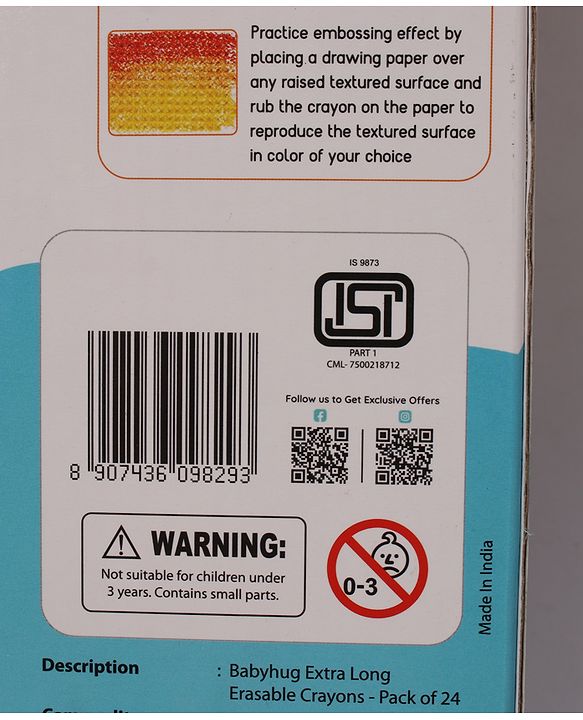 Practice embossing effect by
placing a drawing paper over
any raised textured surface and
rub the crayon on the paper to
reproduce the textured surface
in color of your choice
IS 9873
ISI
PART 1
CML- 7500218712
Follow us to Get Exclusive Offers
8 907436 098293
WARNING:
Not suitable for children under
3 years. Contains small parts.
0-3
Made In India
Description : Babyhug Extra Long
Erasable Crayons - Pack of 24